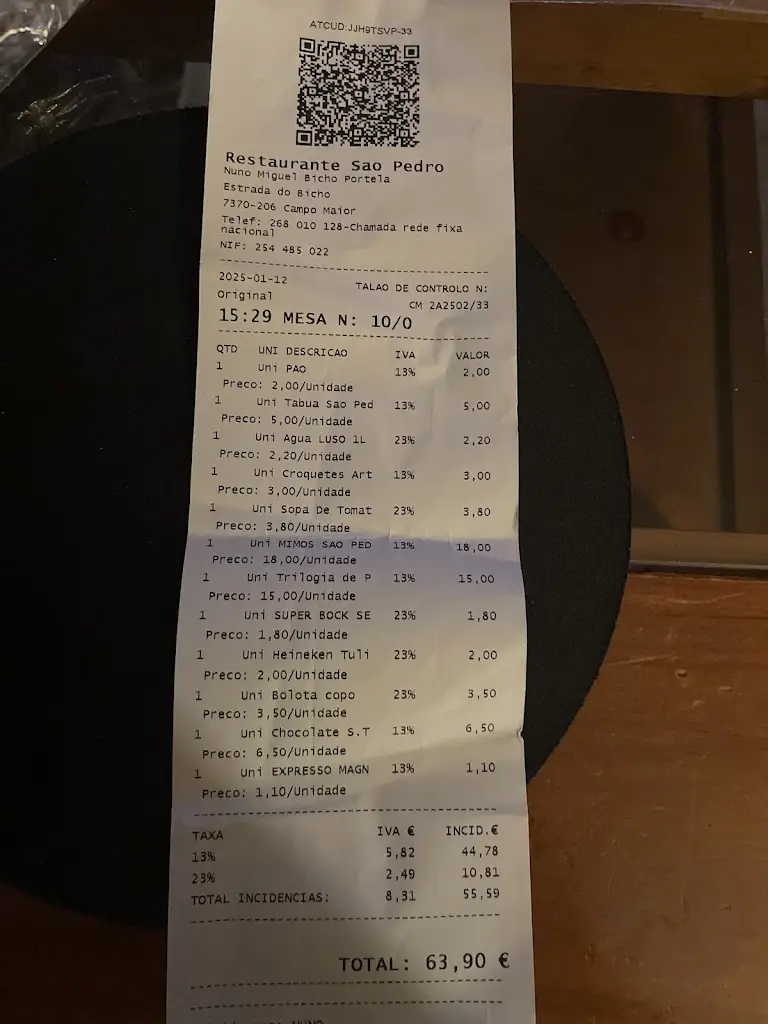 ATCUD:JJH9TSVP-33
Restaurante Sao Pedro
Nuno Miguel Bicho Portela
Estrada do Bicho
7370-206 Campo Maior
Telef: 268 010 128-Chamada rede fixa
nacional
NIF: 254 485 022
2025-01-12 TALAO DE CONTROLO N:
Original CM 2A2502/33
15:29 MESA N: 10/0
QTD UNI DESCRICAO IVA VALOR
1 Uni PAO 13% 2,00
Preco: 2,00/Unidade
1 Uni Tabua Sao Ped 13% 5,00
Preco: 5,00/Unidade
1 Uni Agua LUSO 1L 23% 2,20
Preco: 2,20/Unidade
1 Uni Croquetes Art 13% 3,00
Preco: 3,00/Unidade
1 Uni Sopa De Tomat 23% 3,80
Preco: 3,80/Unidade
1 Uni MIMOS SAO PED 13% 18,00
Preco: 18,00/Unidade
1 Uni Trilogia de P 13% 15,00
Preco: 15,00/Unidade
1 Uni SUPER BOCK SE 23% 1,80
Preco: 1,80/Unidade
1 Uni Heineken Tuli 23% 2,00
Preco: 2,00/Unidade
1 Uni Bolota copo 23% 3,50
Preco: 3,50/Unidade
1 Uni Chocolate S.T 13% 6,50
Preco: 6,50/Unidade
1 Uni EXPRESSO MAGN 13% 1,10
Preco: 1,10/Unidade
TAXA IVA € INCID.€
13% 5,82 44,78
23% 2,49 10,81
TOTAL INCIDENCIAS: 8,31 55,59
TOTAL: 63,90 €